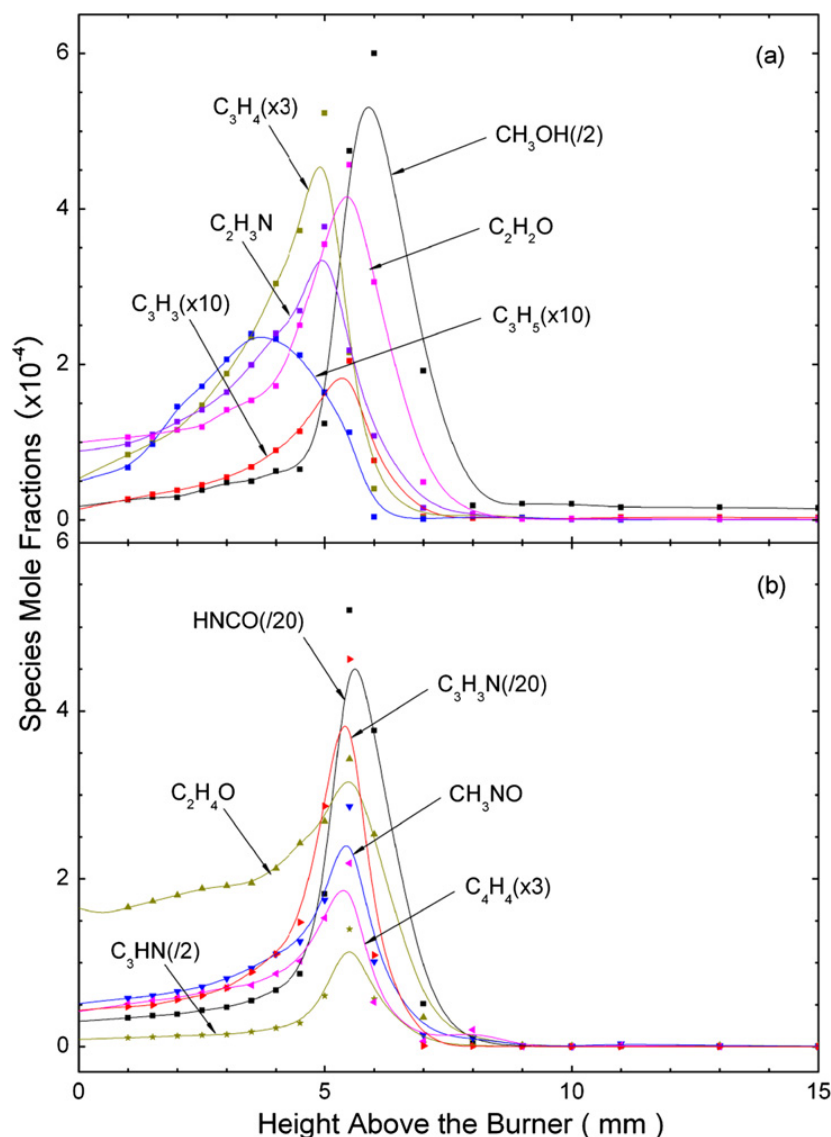 (a)
C₃H₄(x3)
CH₃OH(/2)
C₂H₃N
C₂H₂O
C₃H₃(x10)
C₃H₅(x10)
6
4
2
0
Species Mole Fractions (x10⁻⁴)
(b)
HNCO(/20)
C₃H₃N(/20)
C₂H₄O
CH₃NO
C₄H₄(x3)
C₃HN(/2)
6
4
2
0
0 5 10 15
Height Above the Burner ( mm )